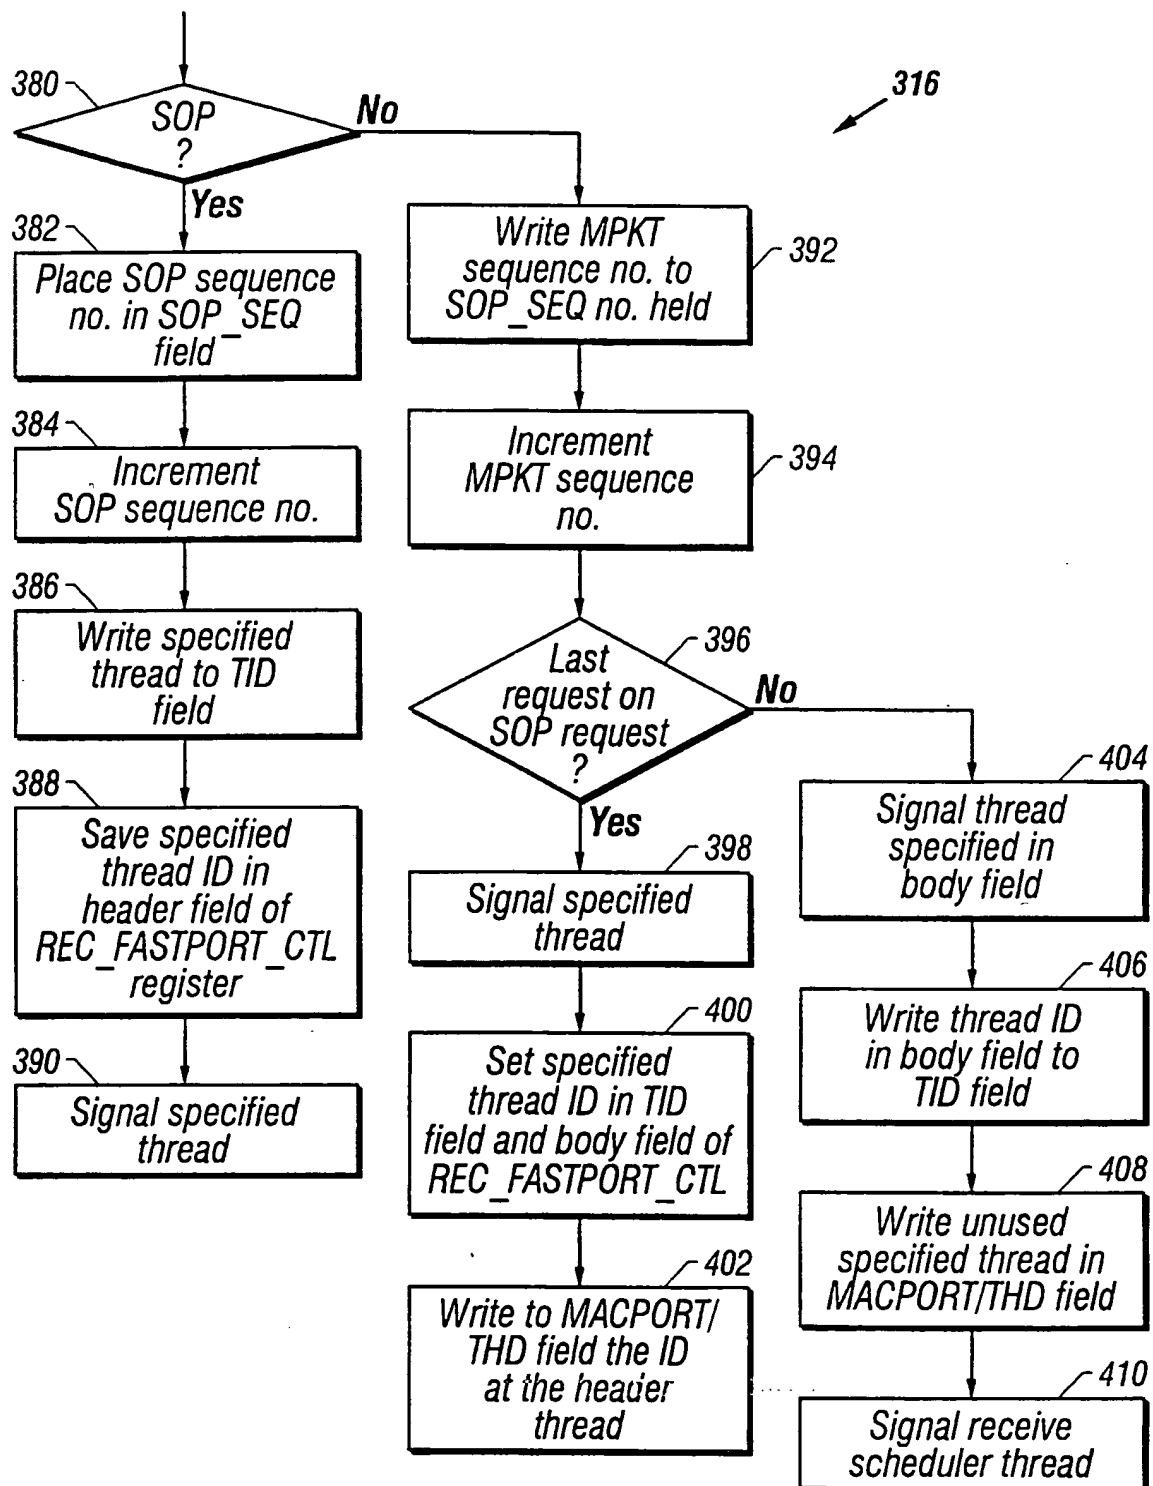 316
380
SOP
?
No
Yes
382
Place SOP sequence
no. in SOP_SEQ
field
384
Increment
SOP sequence no.
386
Write specified
thread to TID
field
388
Save specified
thread ID in
header field of
REC_FASTPORT_CTL
register
390
Signal specified
thread
Write MPKT
sequence no. to
SOP_SEQ no. held
392
Increment
MPKT sequence
no.
394
396
Last
request on
SOP request
?
No
Yes
398
Signal specified
thread
400
Set specified
thread ID in TID
field and body field of
REC_FASTPORT_CTL
402
Write to MACPORT/
THD field the ID
at the header
thread
404
Signal thread
specified in
body field
406
Write thread ID
in body field to
TID field
408
Write unused
specified thread in
MACPORT/THD field
410
Signal receive
scheduler thread